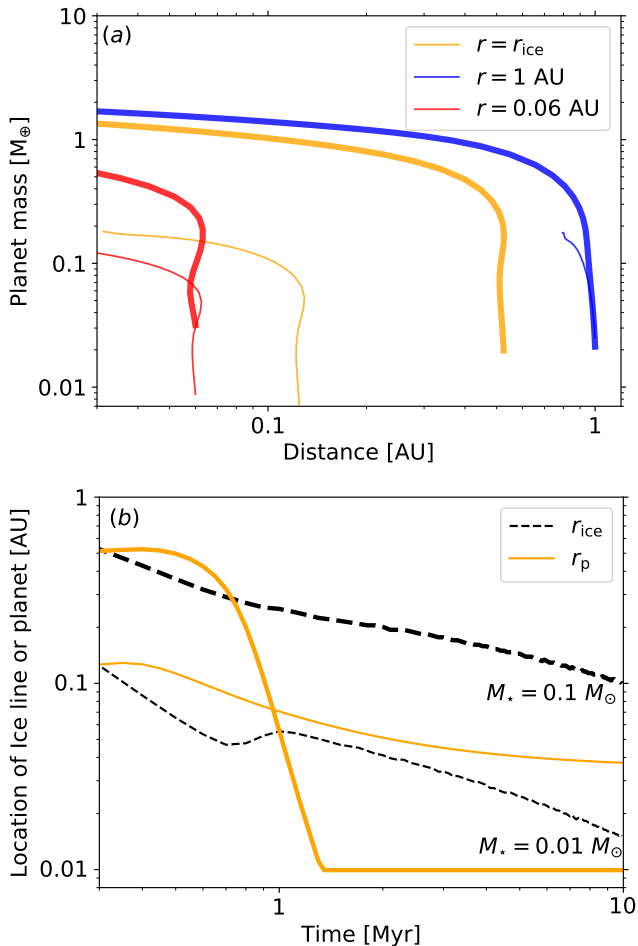 (a)
r = r_ice
r = 1 AU
r = 0.06 AU
10
1
0.1
0.01
Planet mass [M⊕]
0.1
1
Distance [AU]
(b)
r_ice
r_p
1
0.1
0.01
Location of Ice line or planet [AU]
M⋆ = 0.1 M⊙
M⋆ = 0.01 M⊙
1
10
Time [Myr]